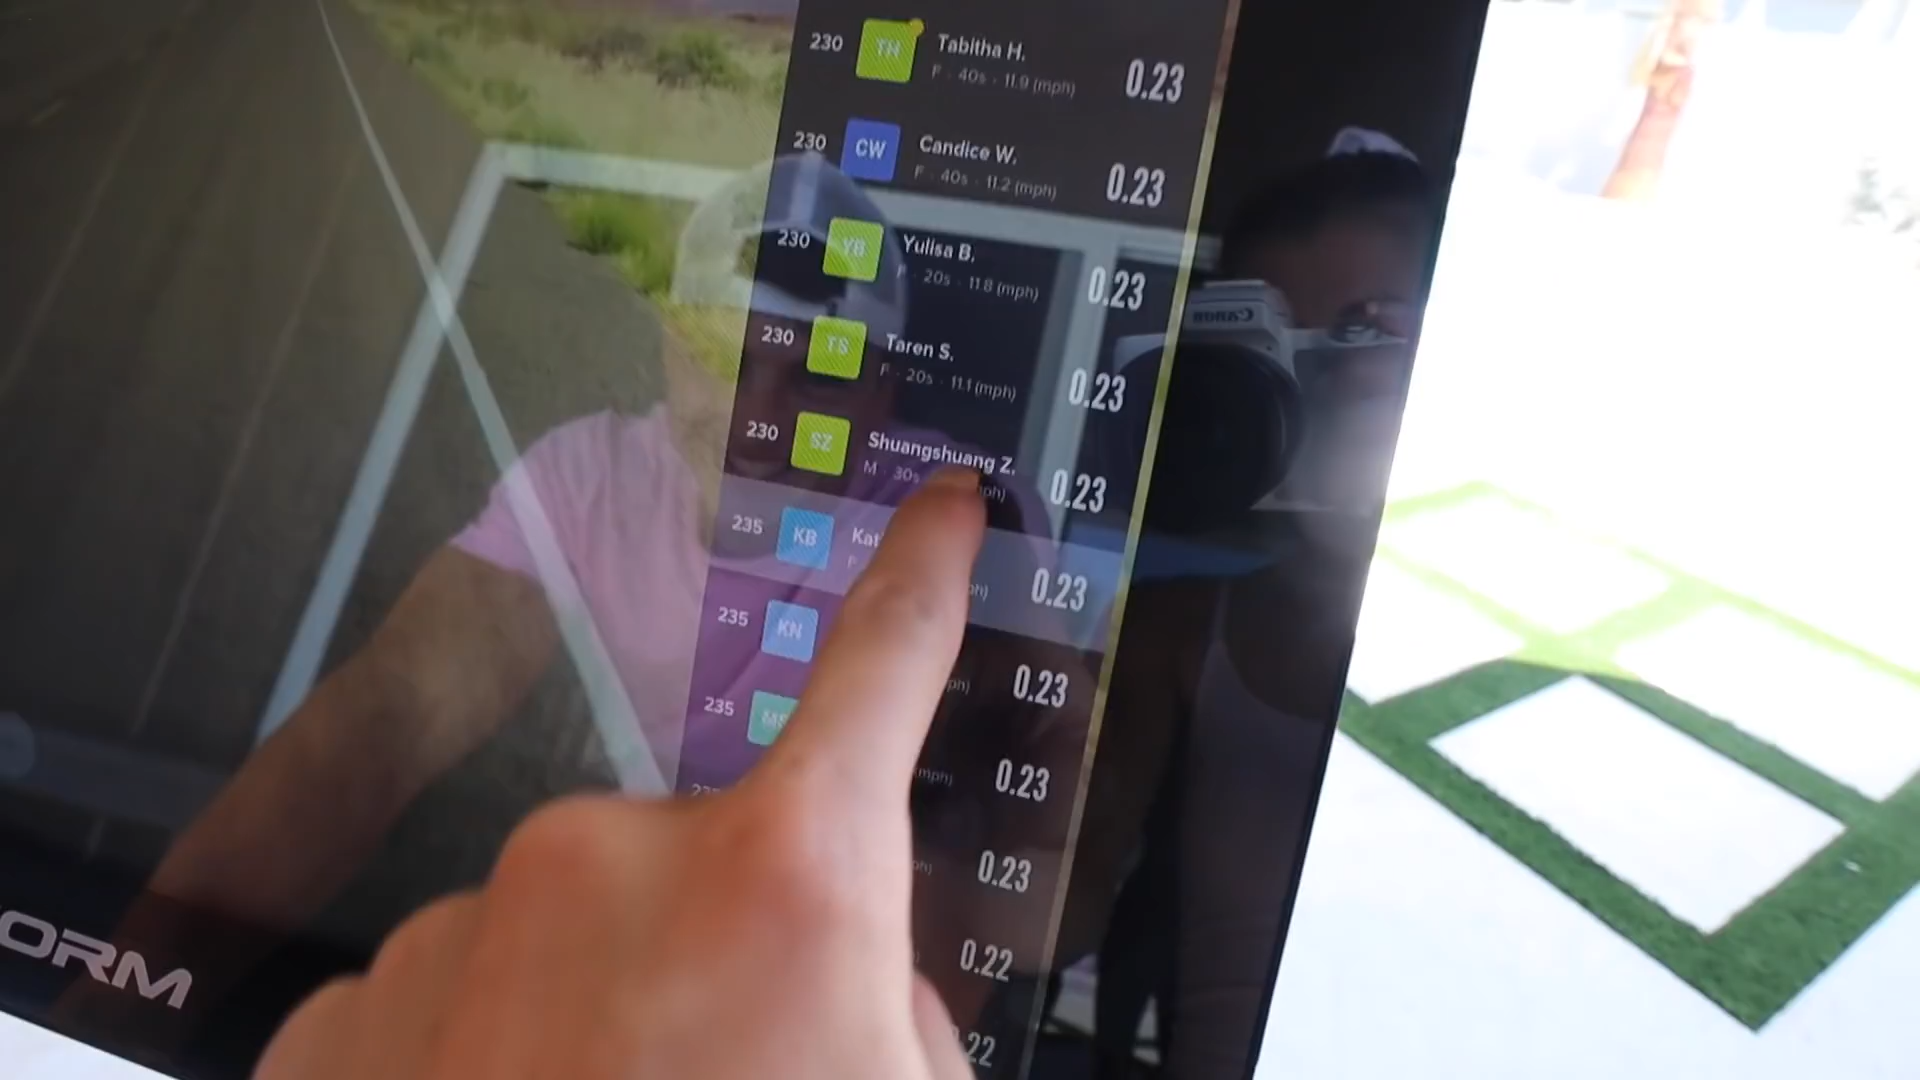 230 TH Tabitha H. 0.23
F · 40s · 11.9 (mph)
230 CW Candice W. 0.23
F · 40s · 11.2 (mph)
230 YB Yulisa B. 0.23
F · 20s · 11.8 (mph)
230 TS Taren S. 0.23
F · 20s · 11.1 (mph)
230 SZ Shuangshuang Z. 0.23
M · 30s
235 KB 0.23
235 KN 0.23
235 0.23
0.23
0.22
Canon